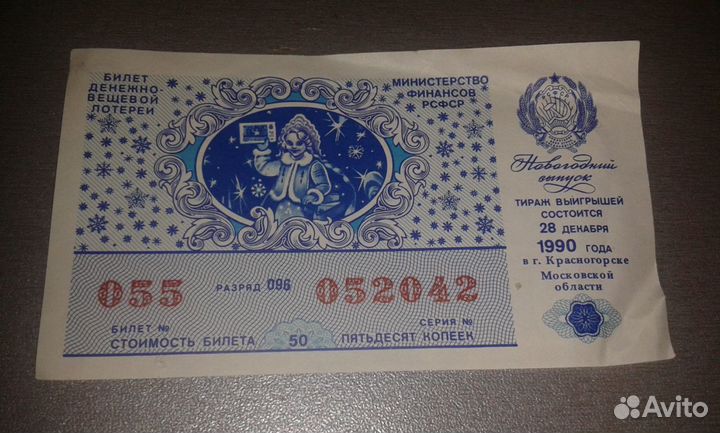 БИЛЕТ
ДЕНЕЖНО-
ВЕЩЕВОЙ
ЛОТЕРЕИ
МИНИСТЕРСТВО
ФИНАНСОВ
РСФСР
Новогодний
выпуск
ТИРАЖ ВЫИГРЫШЕЙ
СОСТОИТСЯ
28 ДЕКАБРЯ
1990 ГОДА
в г. Красногорске
Московской
области
055 РАЗРЯД 096 052042
БИЛЕТ № СЕРИЯ №
СТОИМОСТЬ БИЛЕТА 50 ПЯТЬДЕСЯТ КОПЕЕК
Avito